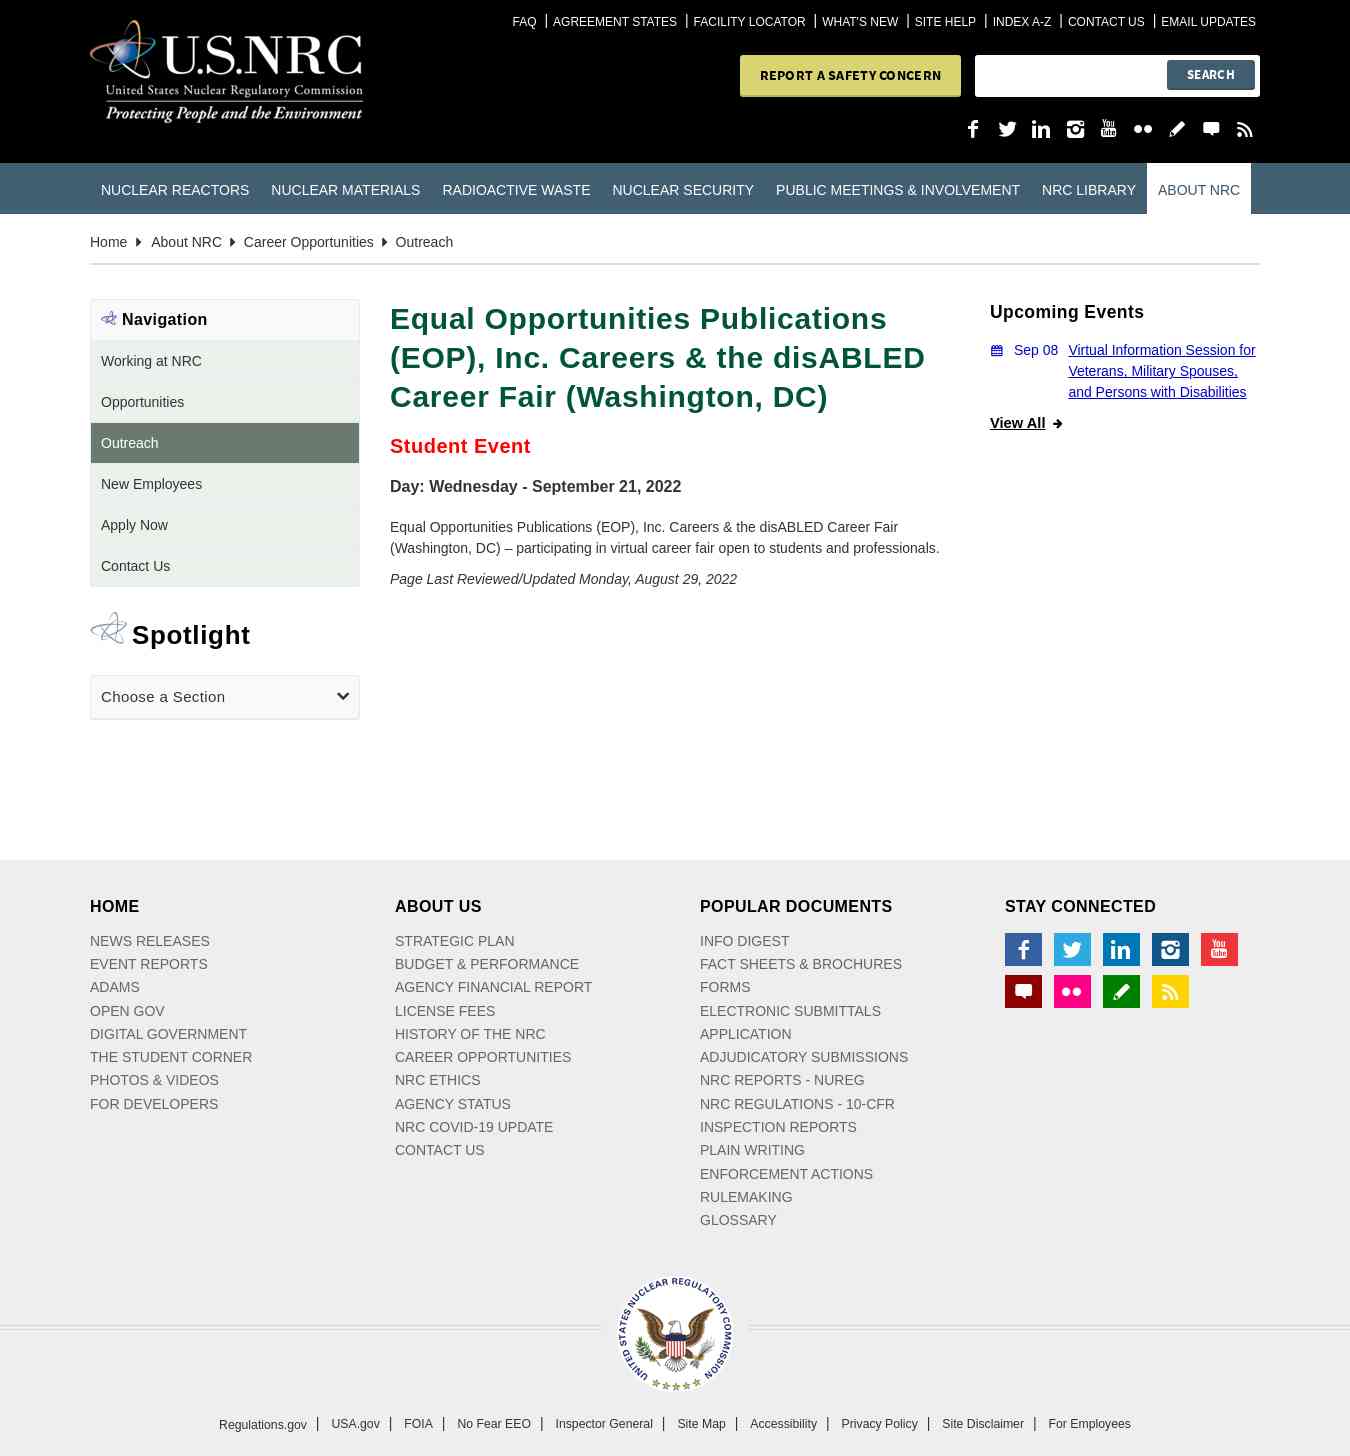 FAQ | AGREEMENT STATES | FACILITY LOCATOR | WHAT'S NEW | SITE HELP | INDEX A-Z | CONTACT US | EMAIL UPDATES
U.S.NRC
United States Nuclear Regulatory Commission
Protecting People and the Environment
REPORT A SAFETY CONCERN
SEARCH
You Tube
NUCLEAR REACTORS NUCLEAR MATERIALS RADIOACTIVE WASTE NUCLEAR SECURITY PUBLIC MEETINGS & INVOLVEMENT NRC LIBRARY ABOUT NRC
Home About NRC Career Opportunities Outreach
Navigation
Working at NRC
Opportunities
Outreach
New Employees
Apply Now
Contact Us
Spotlight
Choose a Section
Equal Opportunities Publications
(EOP), Inc. Careers & the disABLED
Career Fair (Washington, DC)
Student Event
Day: Wednesday - September 21, 2022
Equal Opportunities Publications (EOP), Inc. Careers & the disABLED Career Fair
(Washington, DC) – participating in virtual career fair open to students and professionals.
Page Last Reviewed/Updated Monday, August 29, 2022
Upcoming Events
Sep 08 Virtual Information Session for
Veterans, Military Spouses,
and Persons with Disabilities
View All
HOME
NEWS RELEASES
EVENT REPORTS
ADAMS
OPEN GOV
DIGITAL GOVERNMENT
THE STUDENT CORNER
PHOTOS & VIDEOS
FOR DEVELOPERS
ABOUT US
STRATEGIC PLAN
BUDGET & PERFORMANCE
AGENCY FINANCIAL REPORT
LICENSE FEES
HISTORY OF THE NRC
CAREER OPPORTUNITIES
NRC ETHICS
AGENCY STATUS
NRC COVID-19 UPDATE
CONTACT US
POPULAR DOCUMENTS
INFO DIGEST
FACT SHEETS & BROCHURES
FORMS
ELECTRONIC SUBMITTALS
APPLICATION
ADJUDICATORY SUBMISSIONS
NRC REPORTS - NUREG
NRC REGULATIONS - 10-CFR
INSPECTION REPORTS
PLAIN WRITING
ENFORCEMENT ACTIONS
RULEMAKING
GLOSSARY
STAY CONNECTED
You Tube
UNITED STATES NUCLEAR REGULATORY COMMISSION
Regulations.gov | USA.gov | FOIA | No Fear EEO | Inspector General | Site Map | Accessibility | Privacy Policy | Site Disclaimer | For Employees